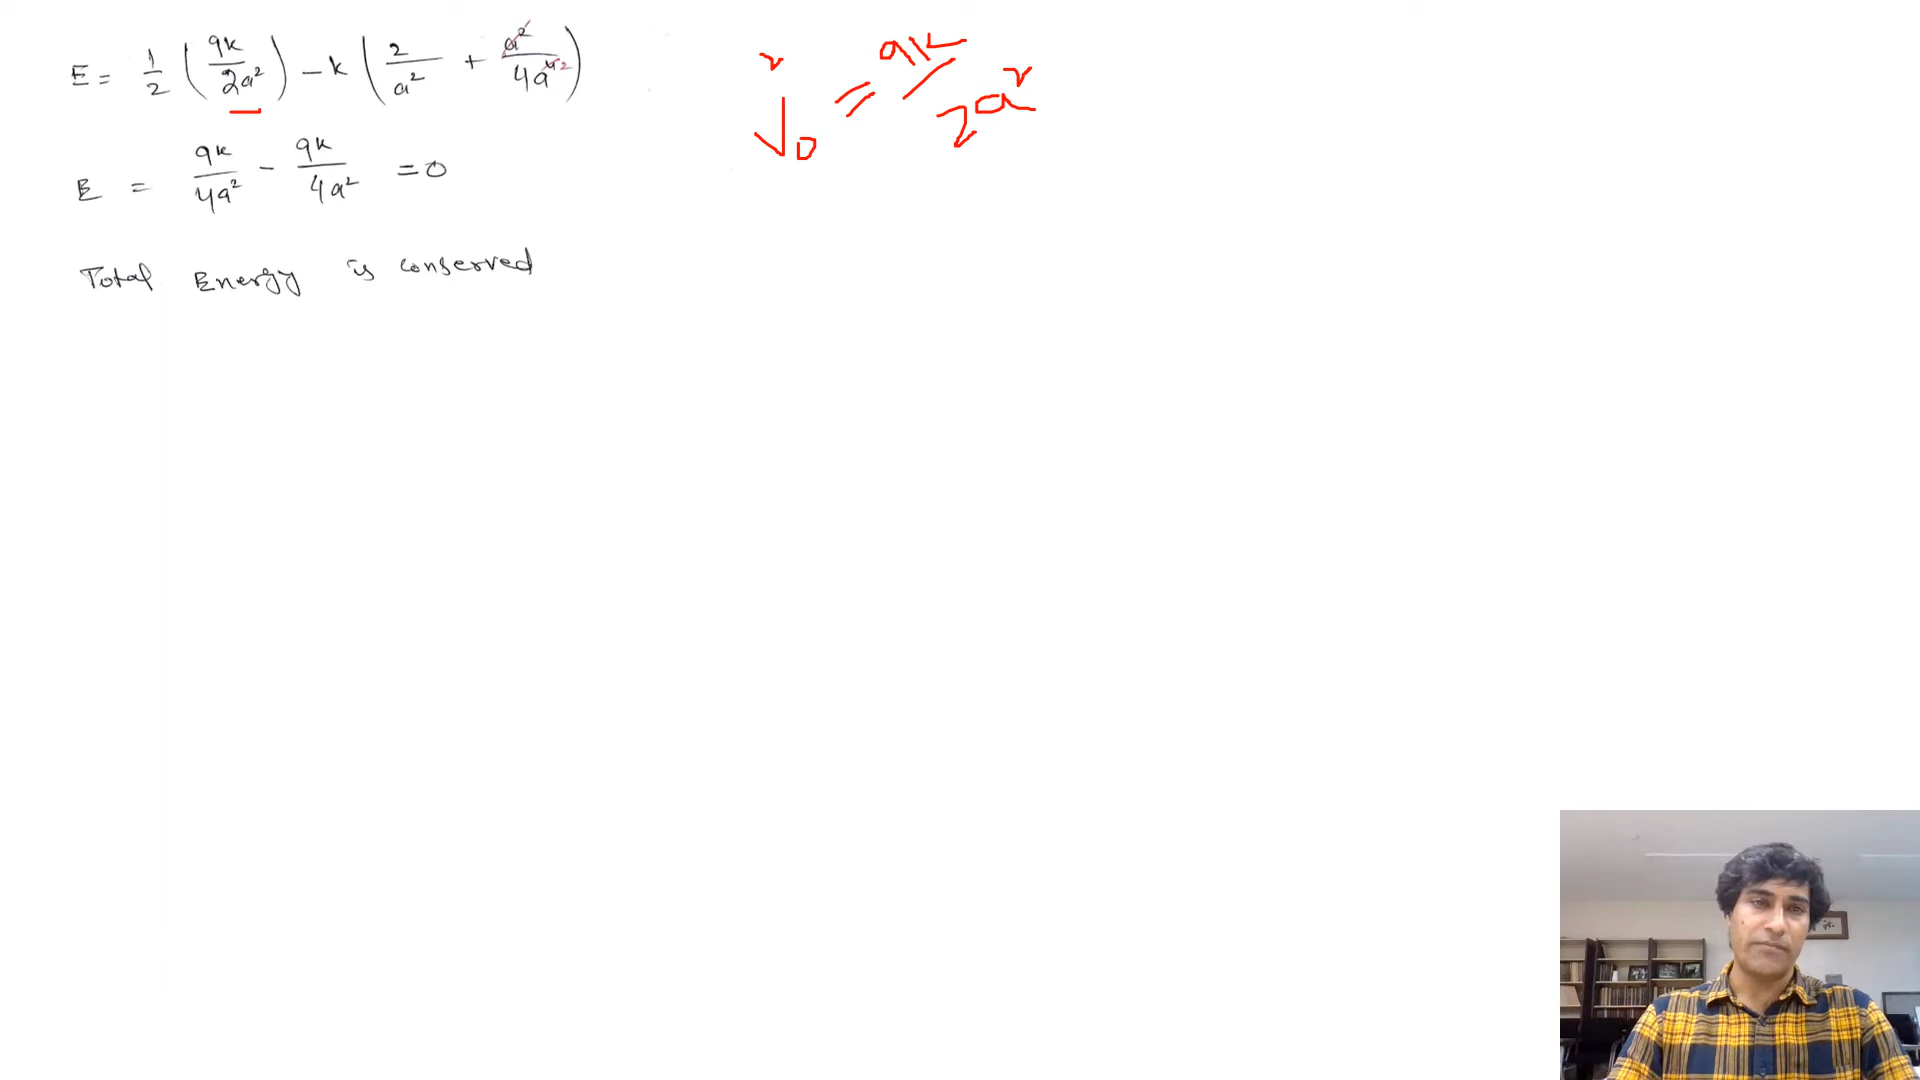 E = 1/2 (9k/2a²) - k (2/a² + a²/4a⁴²)
E = 9k/4a² - 9k/4a² = 0
Total Energy is conserved
V₀² = 9k/2a²